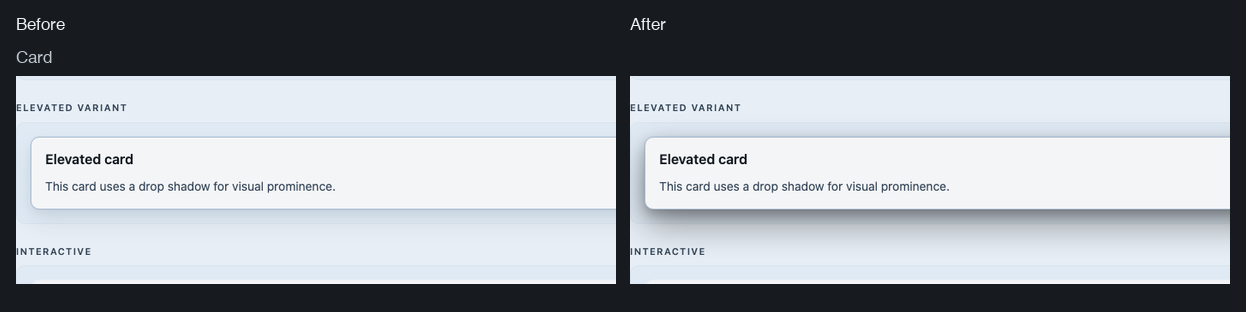 Before
After
Card
ELEVATED VARIANT
Elevated card
This card uses a drop shadow for visual prominence.
INTERACTIVE
ELEVATED VARIANT
Elevated card
This card uses a drop shadow for visual prominence.
INTERACTIVE